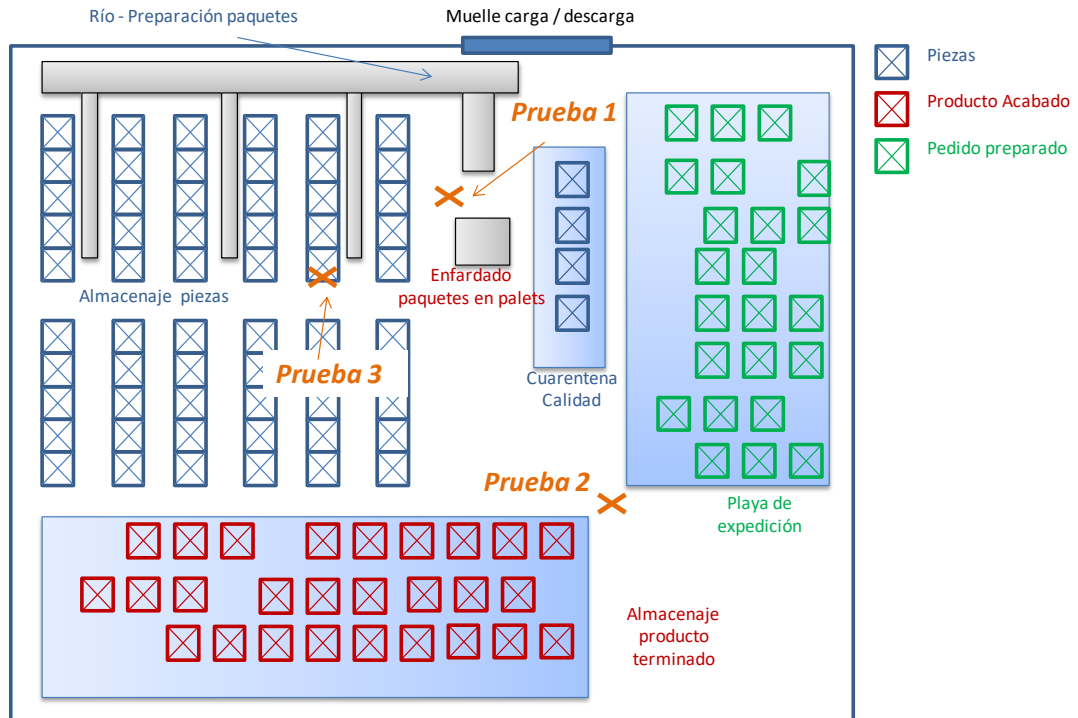 Río - Preparación paquetes
Muelle carga / descarga
Piezas
Producto Acabado
Pedido preparado
Prueba 1
Enfardado
paquetes en palets
Almacenaje piezas
Prueba 3
Cuarentena
Calidad
Prueba 2
Playa de
expedición
Almacenaje
producto
terminado